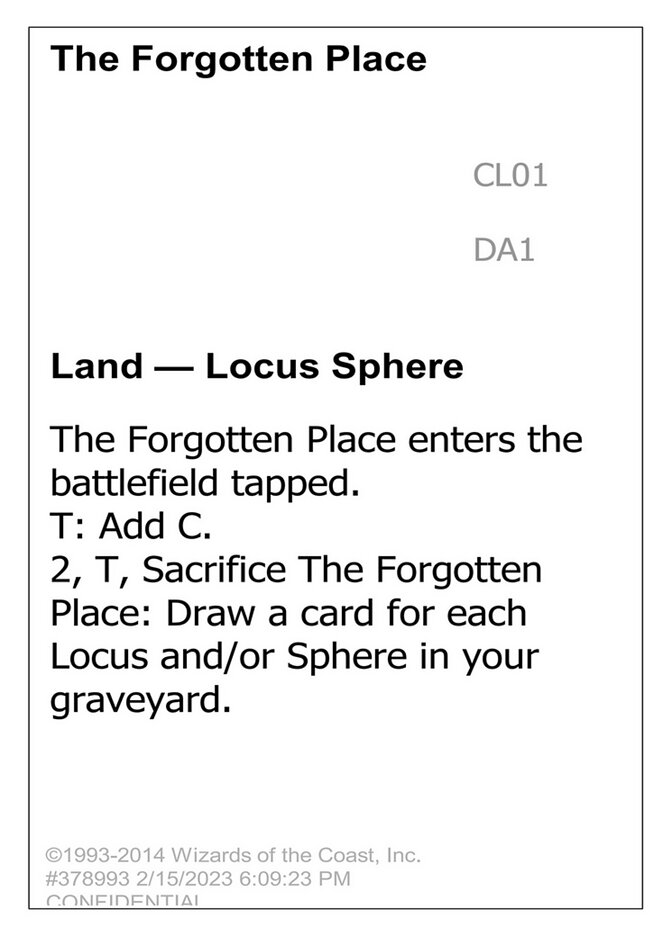 The Forgotten Place
CL01
DA1
Land — Locus Sphere
The Forgotten Place enters the
battlefield tapped.
T: Add C.
2, T, Sacrifice The Forgotten
Place: Draw a card for each
Locus and/or Sphere in your
graveyard.
©1993-2014 Wizards of the Coast, Inc.
#378993 2/15/2023 6:09:23 PM
CONFIDENTIAL